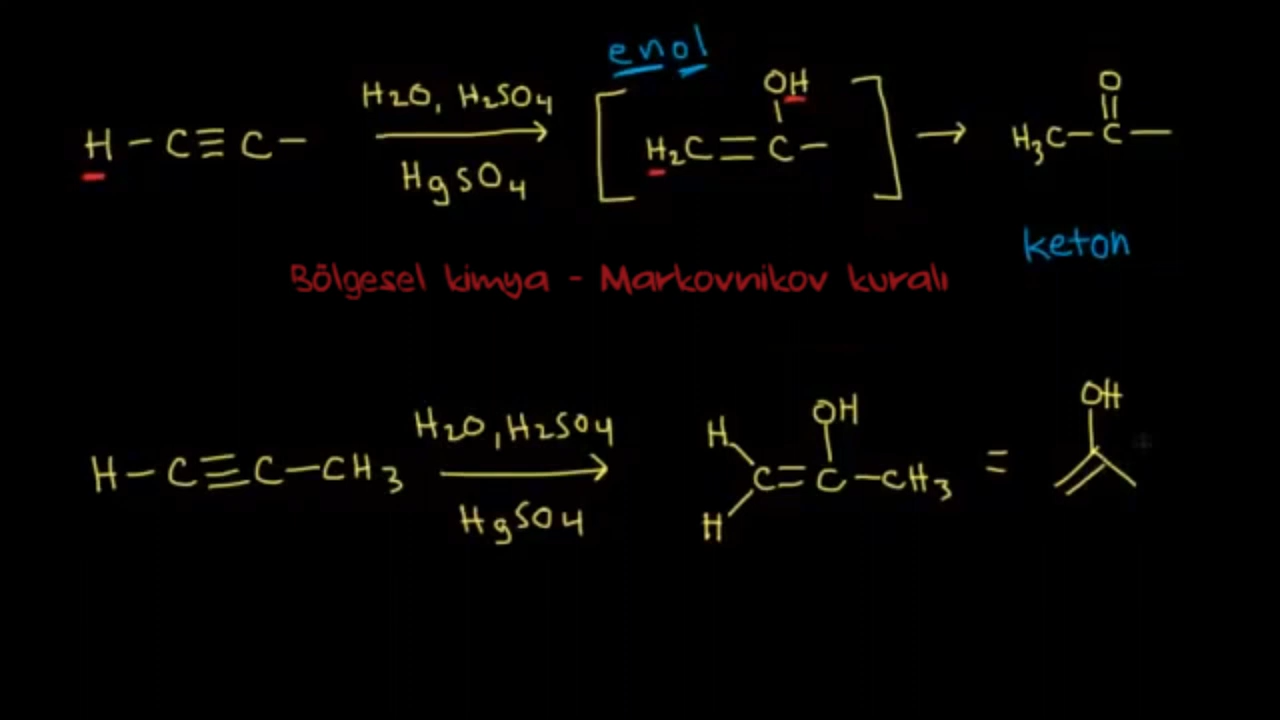 enol
H-C≡C- H2O, H2SO4 HgSO4 [H2C=C- OH] → H3C-C- O
keton
Bölgesel kimya - Markovnikov kuralı
H-C≡C-CH3 H2O, H2SO4 HgSO4 H H C=C-CH3 OH = OH